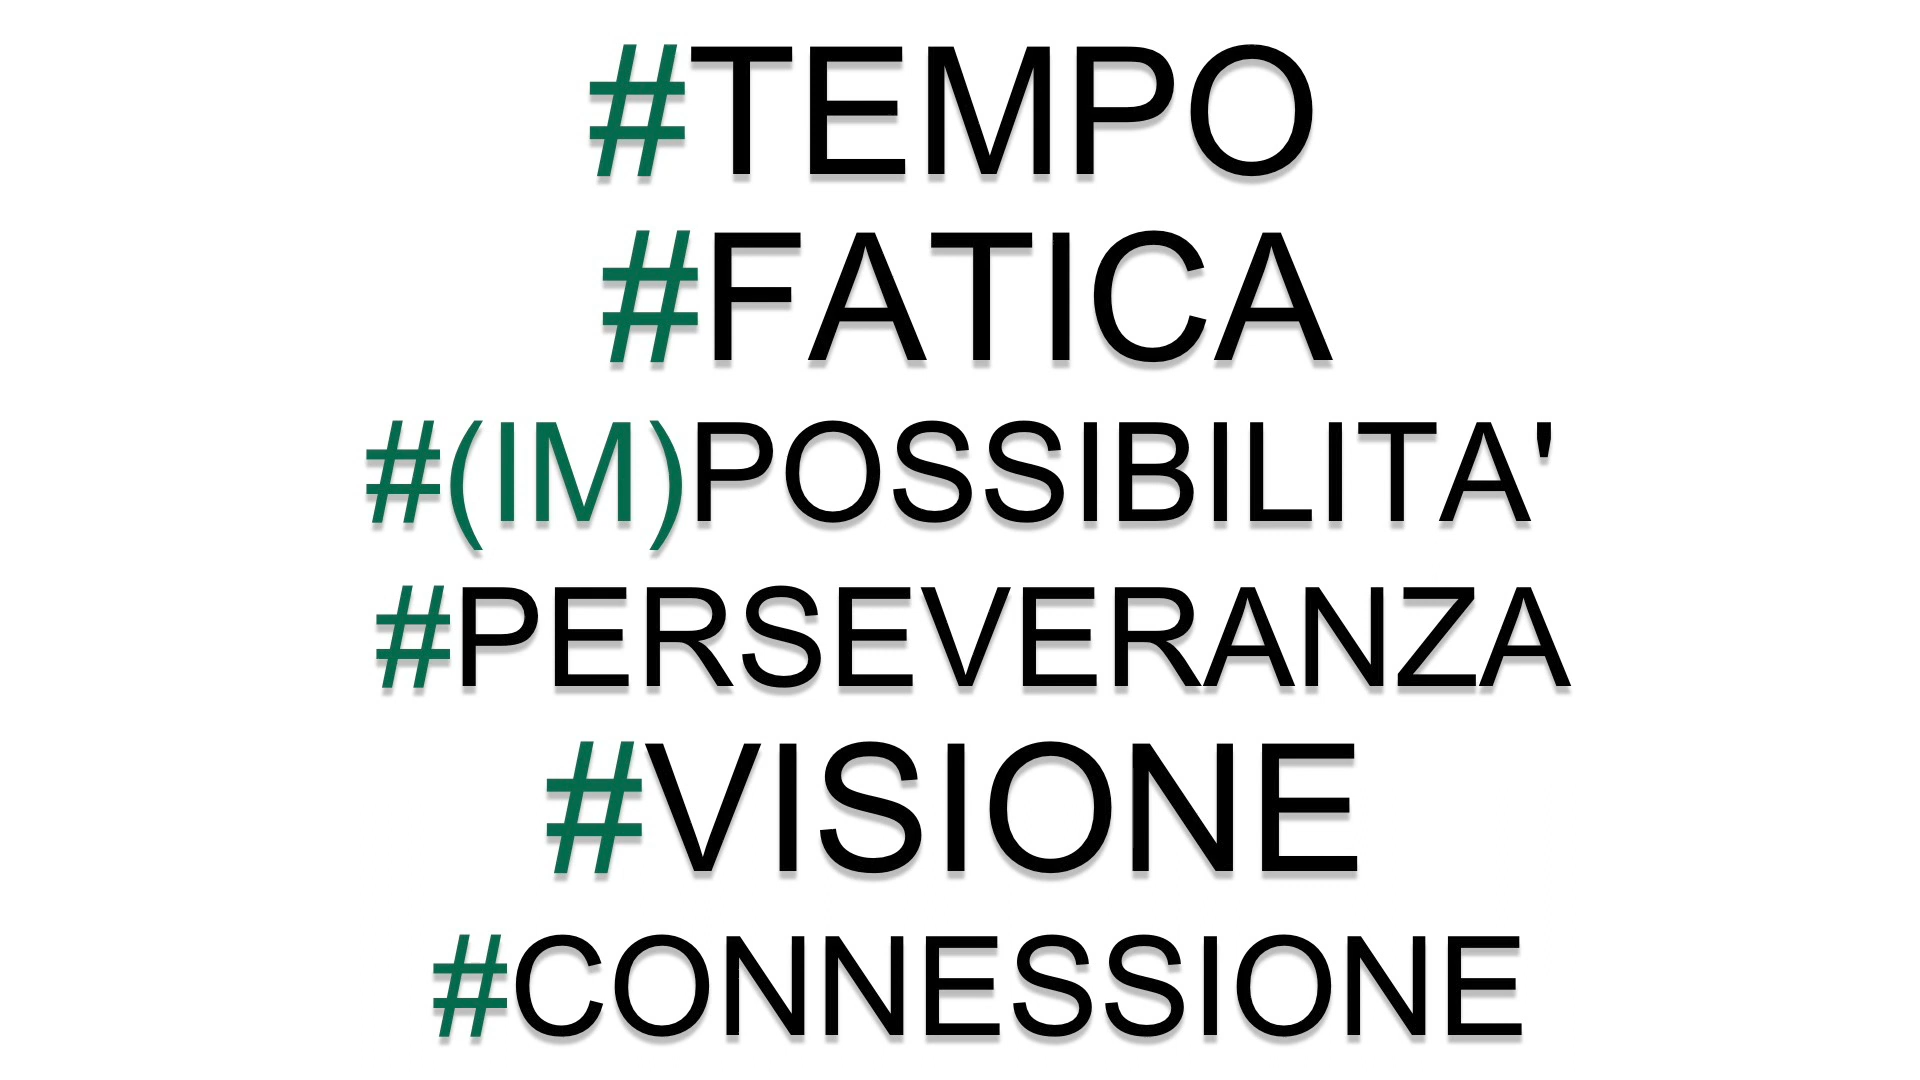 #TEMPO
#FATICA
#(IM)POSSIBILITA'
#PERSEVERANZA
#VISIONE
#CONNESSIONE